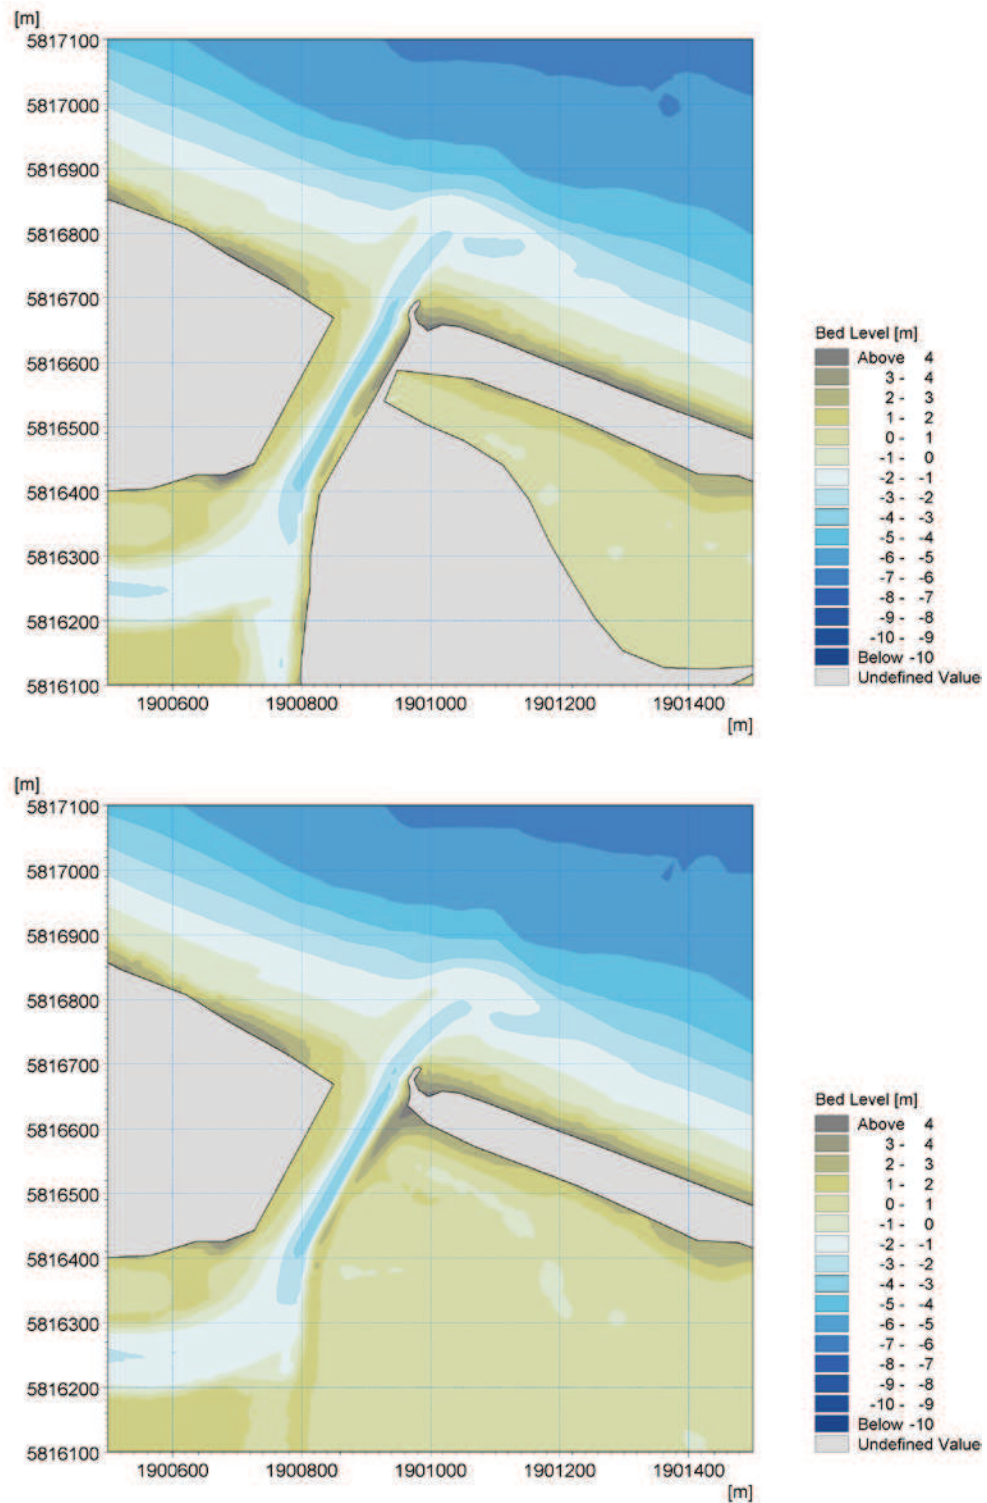 [m]
5817100
5817000
5816900
5816800
5816700
5816600
5816500
5816400
5816300
5816200
5816100
1900600 1900800 1901000 1901200 1901400
[m]
Bed Level [m]
Above 4
3 - 4
2 - 3
1 - 2
0 - 1
-1 - 0
-2 - -1
-3 - -2
-4 - -3
-5 - -4
-6 - -5
-7 - -6
-8 - -7
-9 - -8
-10 - -9
Below -10
Undefined Value
[m]
5817100
5817000
5816900
5816800
5816700
5816600
5816500
5816400
5816300
5816200
5816100
1900600 1900800 1901000 1901200 1901400
[m]
Bed Level [m]
Above 4
3 - 4
2 - 3
1 - 2
0 - 1
-1 - 0
-2 - -1
-3 - -2
-4 - -3
-5 - -4
-6 - -5
-7 - -6
-8 - -7
-9 - -8
-10 - -9
Below -10
Undefined Value